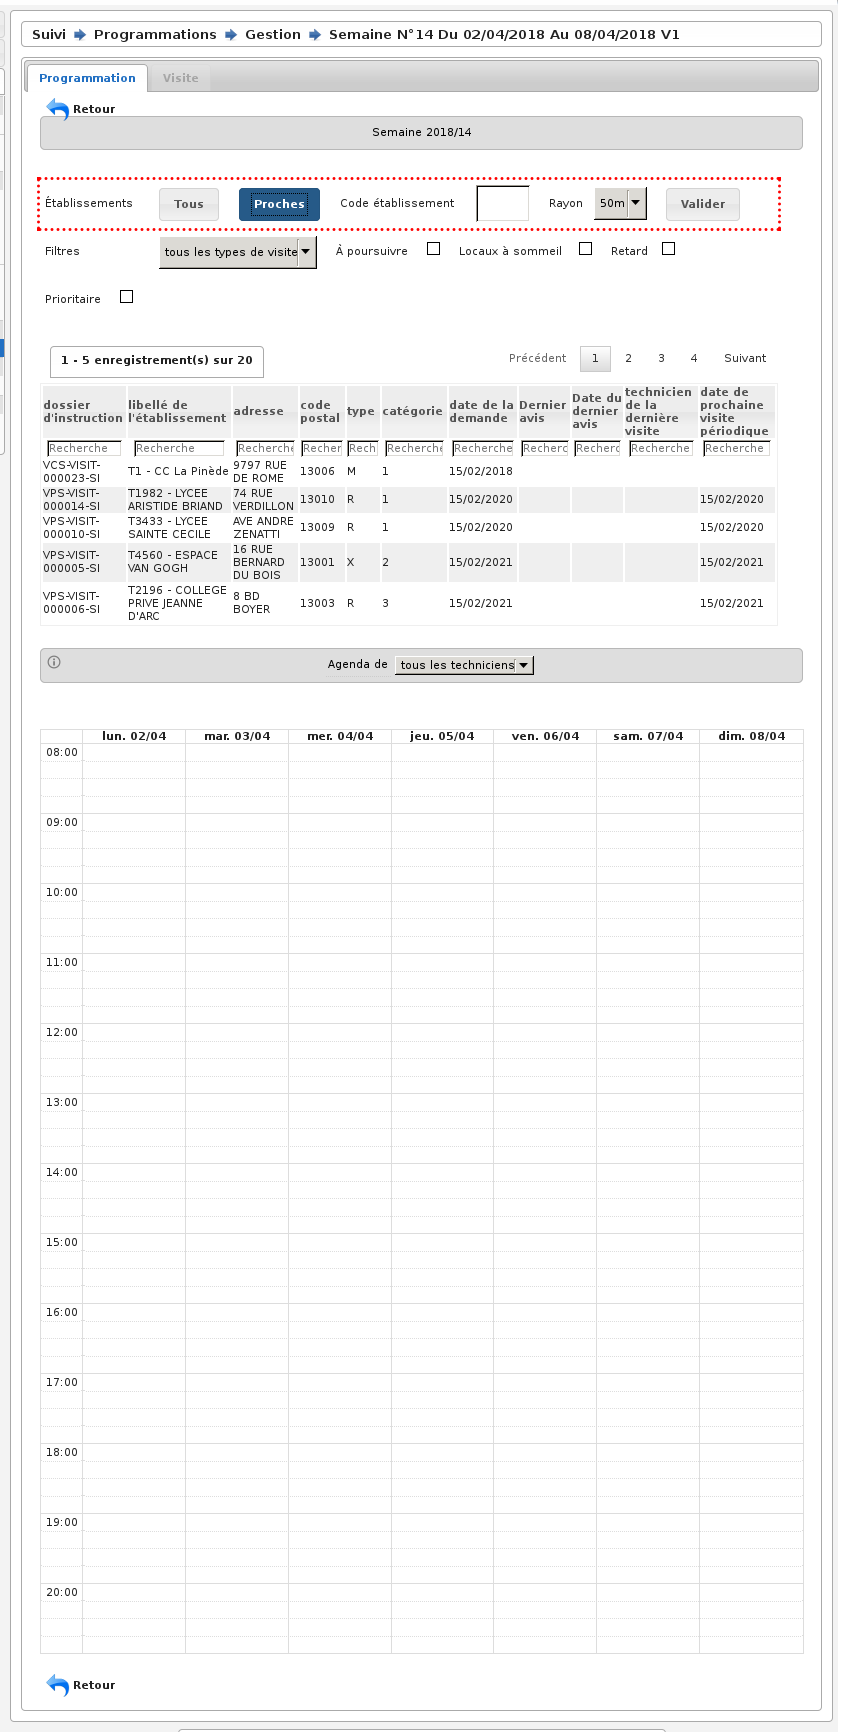 Suivi Programmations Gestion Semaine N°14 Du 02/04/2018 Au 08/04/2018 V1
Programmation Visite
Retour
Semaine 2018/14
Établissements Tous Proches Code établissement Rayon 50m Valider
Filtres tous les types de visite À poursuivre Locaux à sommeil Retard
Prioritaire
1 - 5 enregistrement(s) sur 20 Précédent 1 2 3 4 Suivant
dossier d'instruction libellé de l'établissement adresse code postal type catégorie date de la demande Dernier avis Date du dernier avis technicien de la dernière visite date de prochaine visite périodique
Recherche Recherche Recherche Recher Rech Recherche Recherche Recherc Recherc Recherche Recherche
VCS-VISIT-000023-SI T1 - CC La Pinède 9797 RUE DE ROME 13006 M 1 15/02/2018
VPS-VISIT-000014-SI T1982 - LYCEE ARISTIDE BRIAND 74 RUE VERDILLON 13010 R 1 15/02/2020 15/02/2020
VPS-VISIT-000010-SI T3433 - LYCEE SAINTE CECILE AVE ANDRE ZENATTI 13009 R 1 15/02/2020 15/02/2020
VPS-VISIT-000005-SI T4560 - ESPACE VAN GOGH 16 RUE BERNARD DU BOIS 13001 X 2 15/02/2021 15/02/2021
VPS-VISIT-000006-SI T2196 - COLLEGE PRIVE JEANNE D'ARC 8 BD BOYER 13003 R 3 15/02/2021 15/02/2021
Agenda de tous les techniciens
lun. 02/04 mar. 03/04 mer. 04/04 jeu. 05/04 ven. 06/04 sam. 07/04 dim. 08/04
08:00
09:00
10:00
11:00
12:00
13:00
14:00
15:00
16:00
17:00
18:00
19:00
20:00
Retour